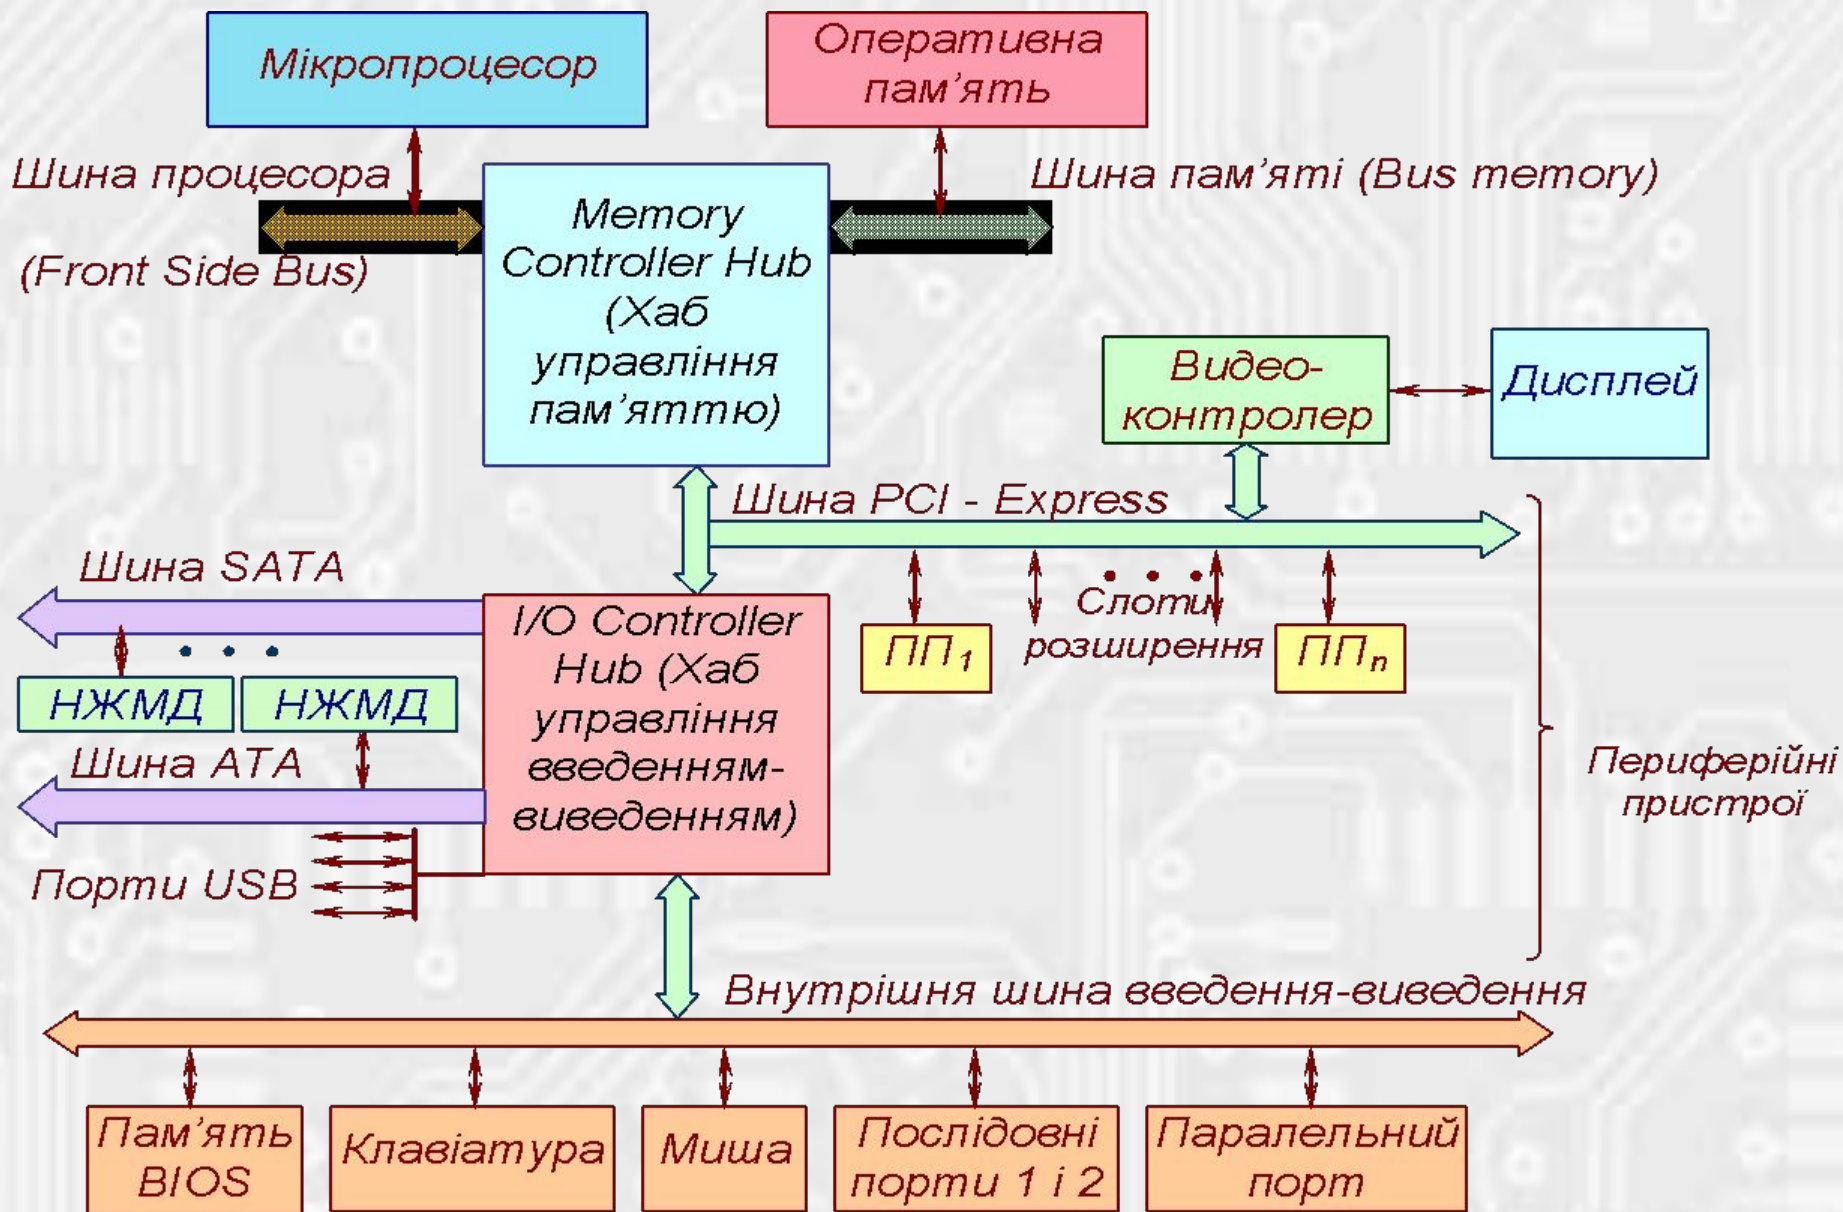 Мікропроцесор
Оперативна
пам’ять
Шина процесора
(Front Side Bus)
Memory
Controller Hub
(Хаб
управління
пам’яттю)
Шина пам’яті (Bus memory)
Видео-
контролер
Дисплей
Шина PCI - Express
Шина SATA
I/O Controller
Hub (Хаб
управління
введенням-
виведенням)
ПП1
Слоти
розширення
ППn
НЖМД
НЖМД
Шина ATA
Периферійні
пристрої
Порти USB
Внутрішня шина введення-виведення
Пам’ять
BIOS
Клавіатура
Миша
Послідовні
порти 1 і 2
Паралельний
порт